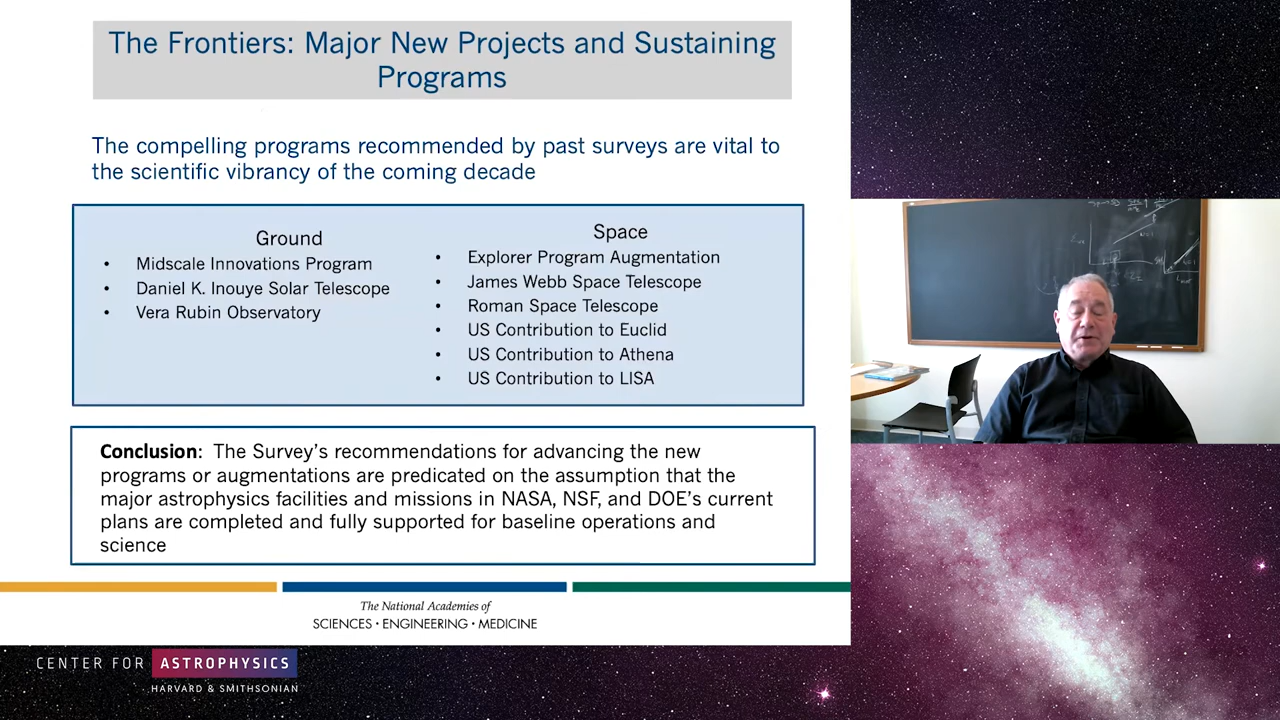 The Frontiers: Major New Projects and Sustaining
Programs
The compelling programs recommended by past surveys are vital to
the scientific vibrancy of the coming decade
Ground
• Midscale Innovations Program
• Daniel K. Inouye Solar Telescope
• Vera Rubin Observatory
Space
• Explorer Program Augmentation
• James Webb Space Telescope
• Roman Space Telescope
• US Contribution to Euclid
• US Contribution to Athena
• US Contribution to LISA
Conclusion: The Survey's recommendations for advancing the new
programs or augmentations are predicated on the assumption that the
major astrophysics facilities and missions in NASA, NSF, and DOE's current
plans are completed and fully supported for baseline operations and
science
The National Academies of
SCIENCES • ENGINEERING • MEDICINE
CENTER FOR ASTROPHYSICS
HARVARD & SMITHSONIAN